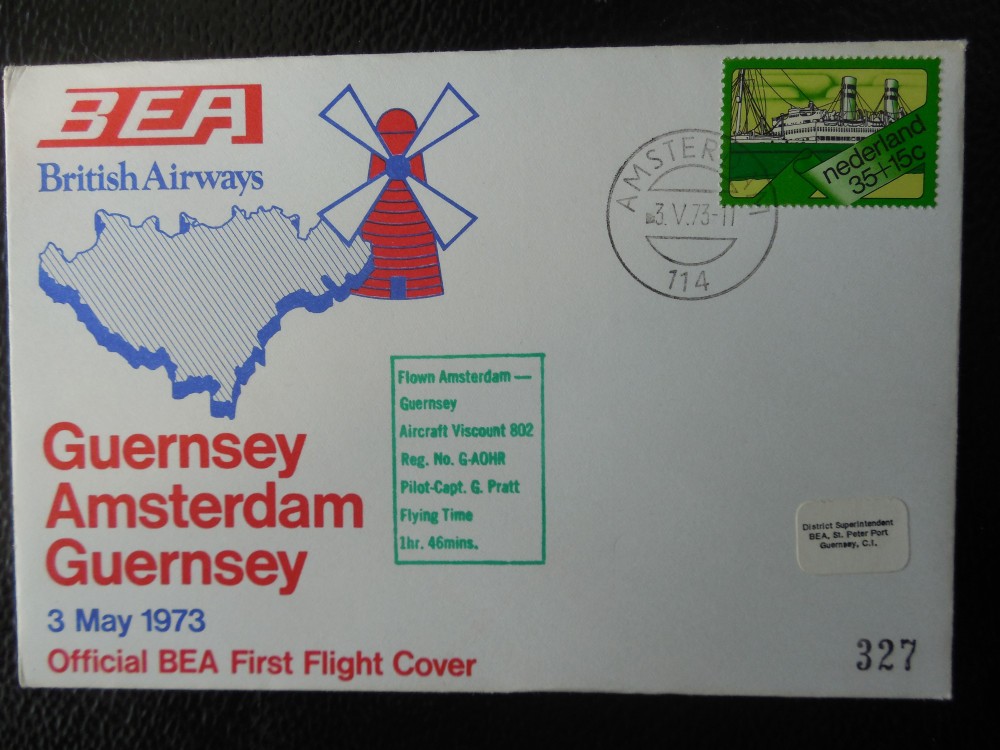 BEA
British Airways
nederland
35+15c
AMSTER
3.V.73-11
714
Flown Amsterdam —
Guernsey
Aircraft Viscount 802
Reg. No. G-AOHR
Pilot-Capt. G. Pratt
Flying Time
1hr. 46mins.
Guernsey
Amsterdam
Guernsey
3 May 1973
Official BEA First Flight Cover
District Superintendent
BEA, St. Peter Port
Guernsey, C.I.
327